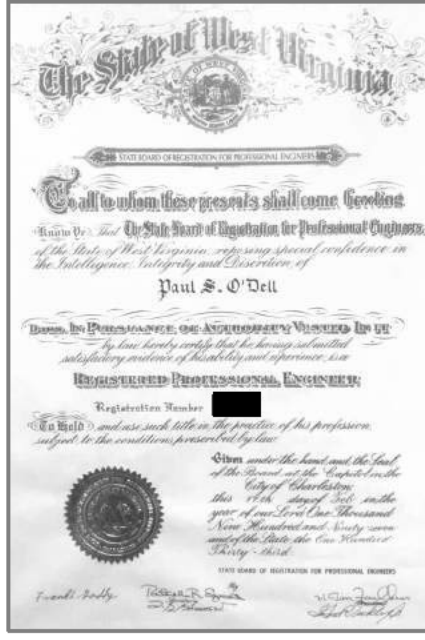 The State of West Virginia
STATE BOARD OF REGISTRATION FOR PROFESSIONAL ENGINEERS
To all to whom these presents shall come Greeting
Know Ye That The State Board of Registration for Professional Engineers,
of the State of West Virginia, reposing special confidence in
the Intelligence, Integrity and Discretion of
Paul S. O'Dell
Does, In Pursuance of Authority Vested In It
by law hereby certify that he having submitted
satisfactory evidence of his ability and experience is a
Registered Professional Engineer;
Registration Number
To Hold and use such title in the practice of his profession
subject to the conditions prescribed by law.
Given under the hand and the Seal
of the Board at the Capitol in the
City of Charleston
this day of Feb in the
year of our Lord One Thousand
Nine Hundred and Ninety-seven
and of the State the One Hundred
Thirty-third.
STATE BOARD OF REGISTRATION FOR PROFESSIONAL ENGINEERS